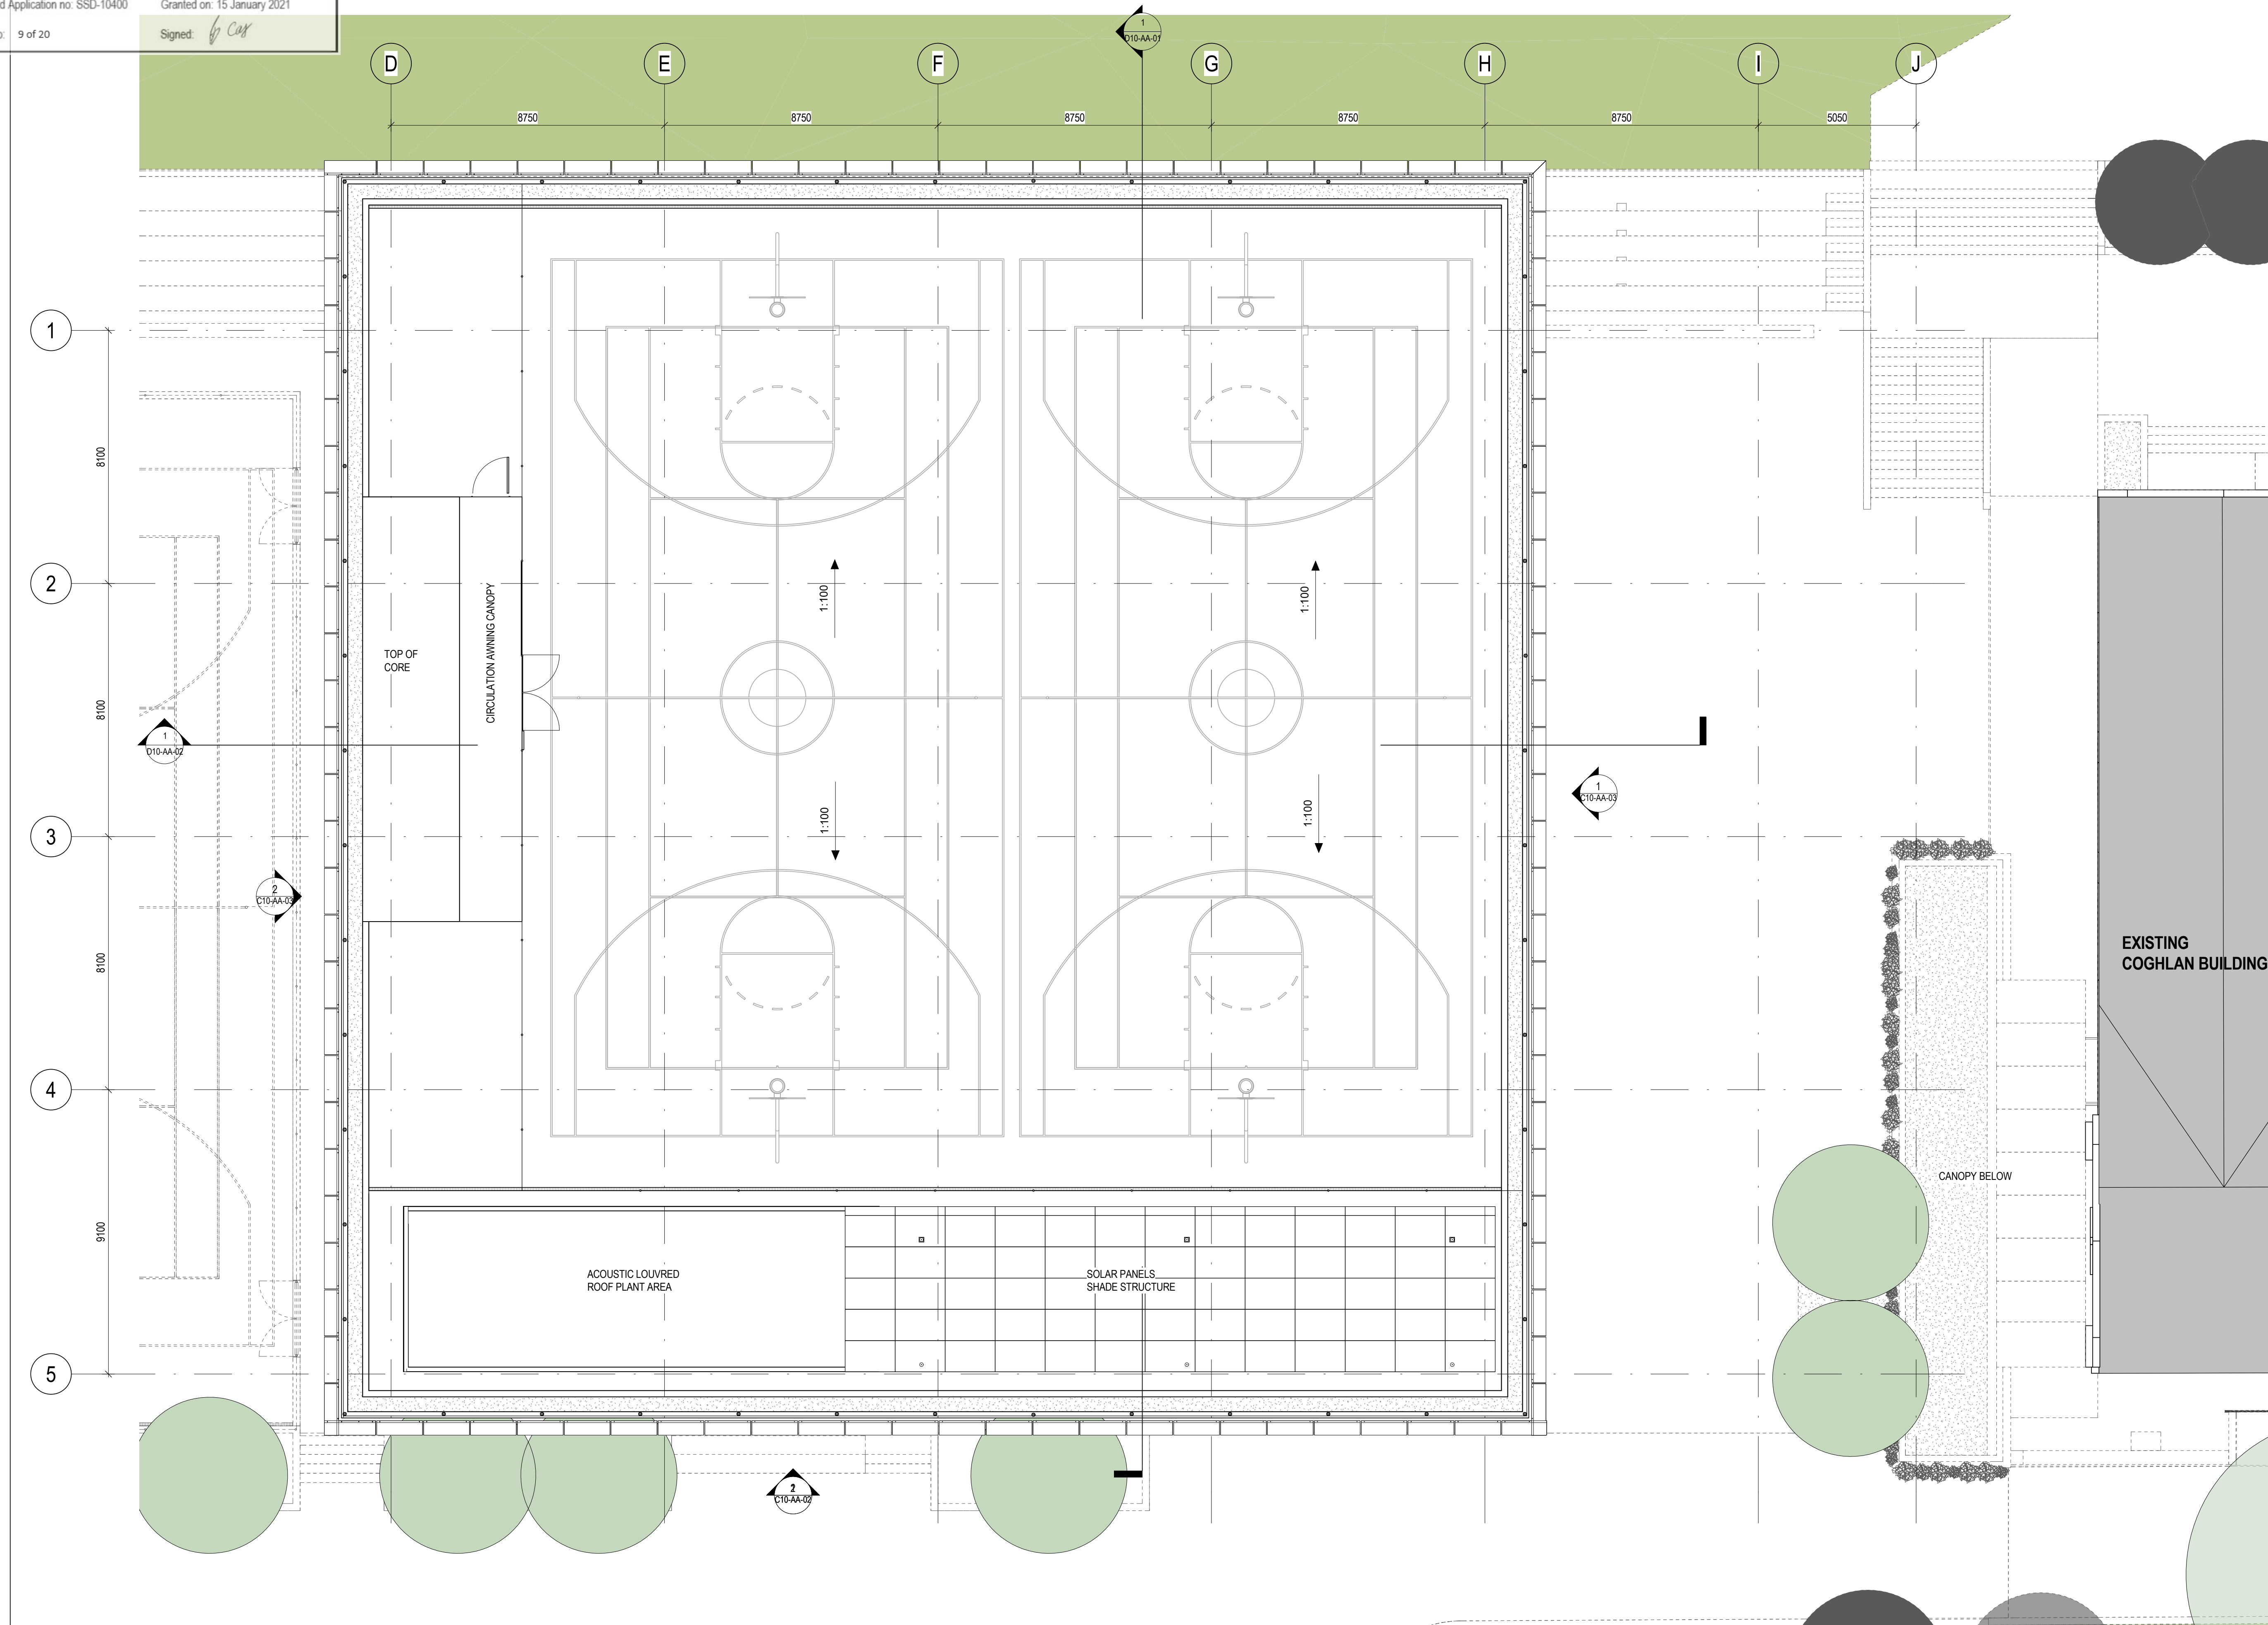 d Application no: SSD-10400 Granted on: 15 January 2021
o: 9 of 20 Signed:
1
D10-AA-01
D E F G H I J
8750 8750 8750 8750 8750 5050
1
8100
2
1:100 1:100
CIRCULATION AWNING CANOPY
TOP OF
CORE
8100
1
D10-AA-02
1
C10-AA-03
1:100 1:100
3
2
C10-AA-03
EXISTING
COGHLAN BUILDING
8100
4
CANOPY BELOW
9100
ACOUSTIC LOUVRED
ROOF PLANT AREA
SOLAR PANELS
SHADE STRUCTURE
5
C10-AA-02